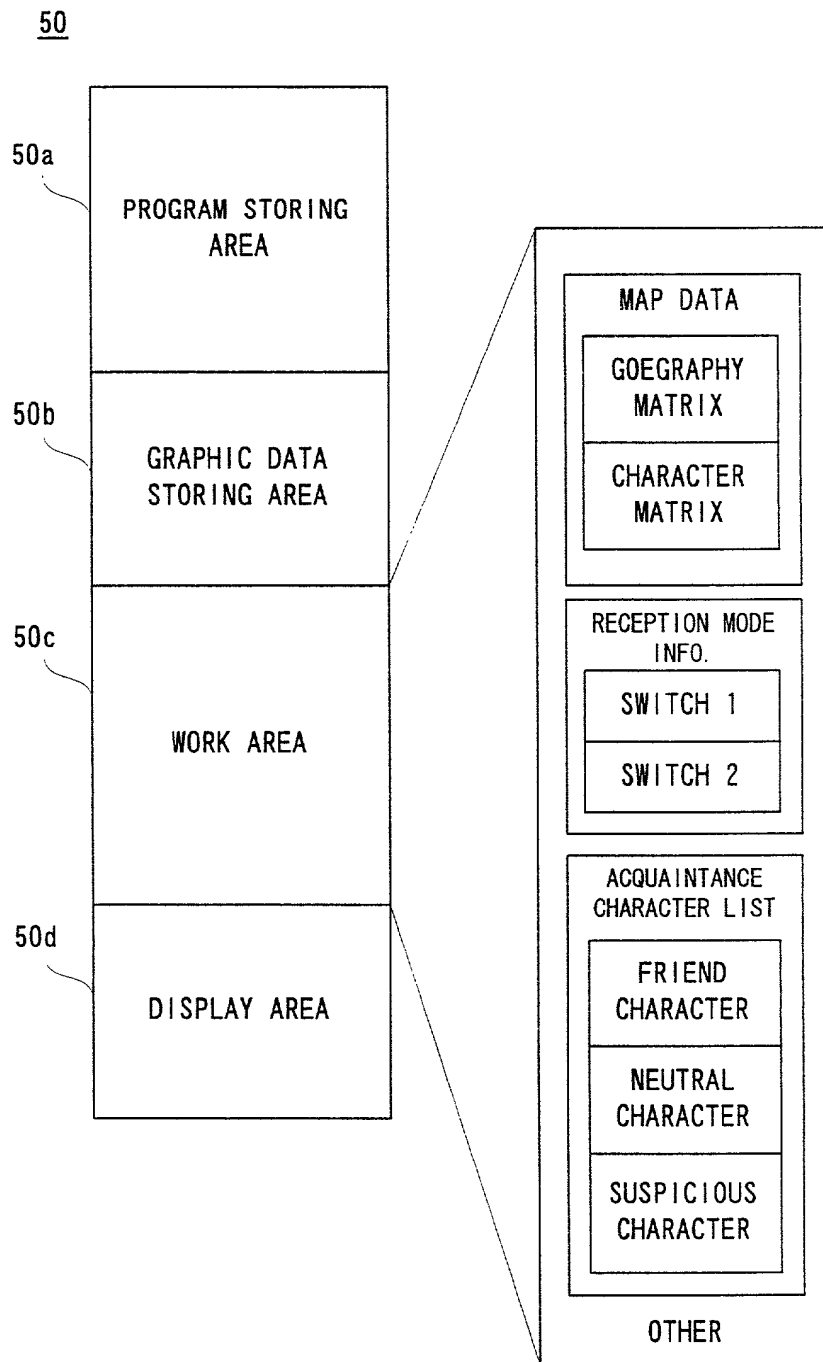 50
50a
PROGRAM STORING
AREA
50b
GRAPHIC DATA
STORING AREA
50c
WORK AREA
50d
DISPLAY AREA
MAP DATA
GOEGRAPHY
MATRIX
CHARACTER
MATRIX
RECEPTION MODE
INFO.
SWITCH 1
SWITCH 2
ACQUAINTANCE
CHARACTER LIST
FRIEND
CHARACTER
NEUTRAL
CHARACTER
SUSPICIOUS
CHARACTER
OTHER